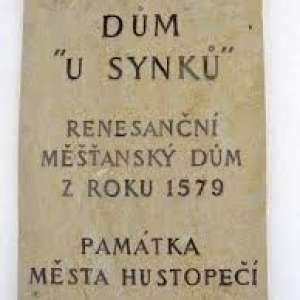 DŮM
"U SYNKŮ"
RENESANČNÍ
MĚŠŤANSKÝ DŮM
Z ROKU 1579
PAMÁTKA
MĚSTA HUSTOPEČÍ